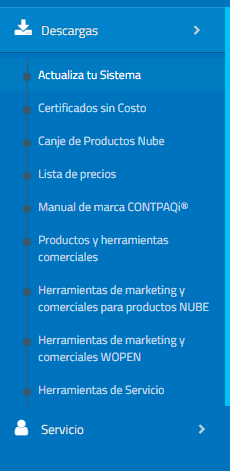 Descargas
Actualiza tu Sistema
Certificados sin Costo
Canje de Productos Nube
Lista de precios
Manual de marca CONTPAQi®
Productos y herramientas
comerciales
Herramientas de marketing y
comerciales para productos NUBE
Herramientas de marketing y
comerciales WOPEN
Herramientas de Servicio
Servicio